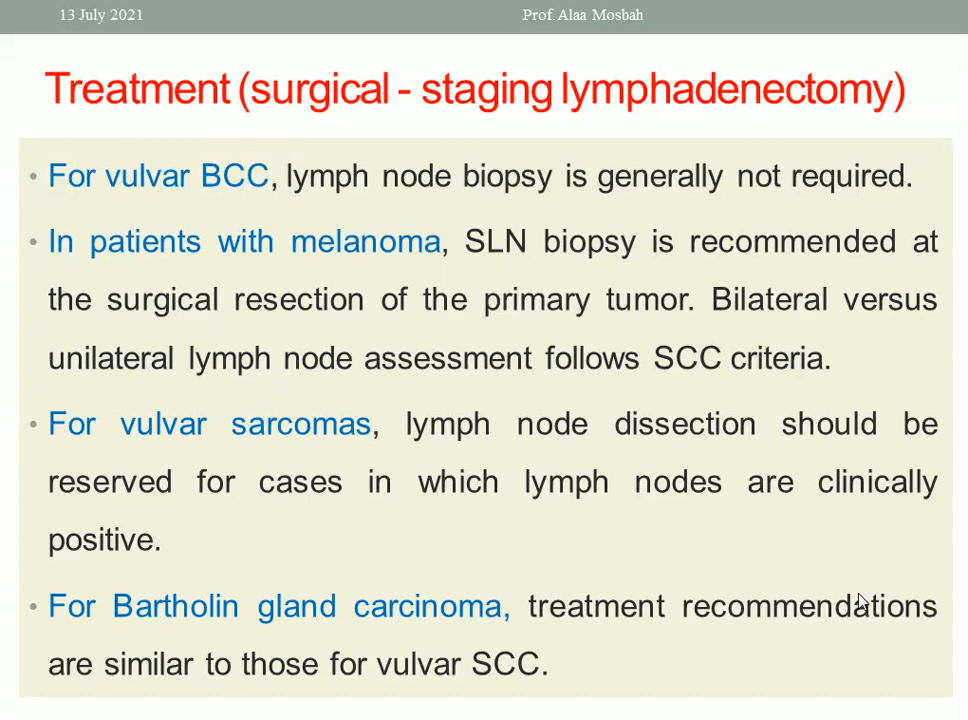 13 July 2021 Prof.Alaa Mosbah
Treatment (surgical - staging lymphadenectomy)
• For vulvar BCC, lymph node biopsy is generally not required.
• In patients with melanoma, SLN biopsy is recommended at
the surgical resection of the primary tumor. Bilateral versus
unilateral lymph node assessment follows SCC criteria.
• For vulvar sarcomas, lymph node dissection should be
reserved for cases in which lymph nodes are clinically
positive.
• For Bartholin gland carcinoma, treatment recommendations
are similar to those for vulvar SCC.